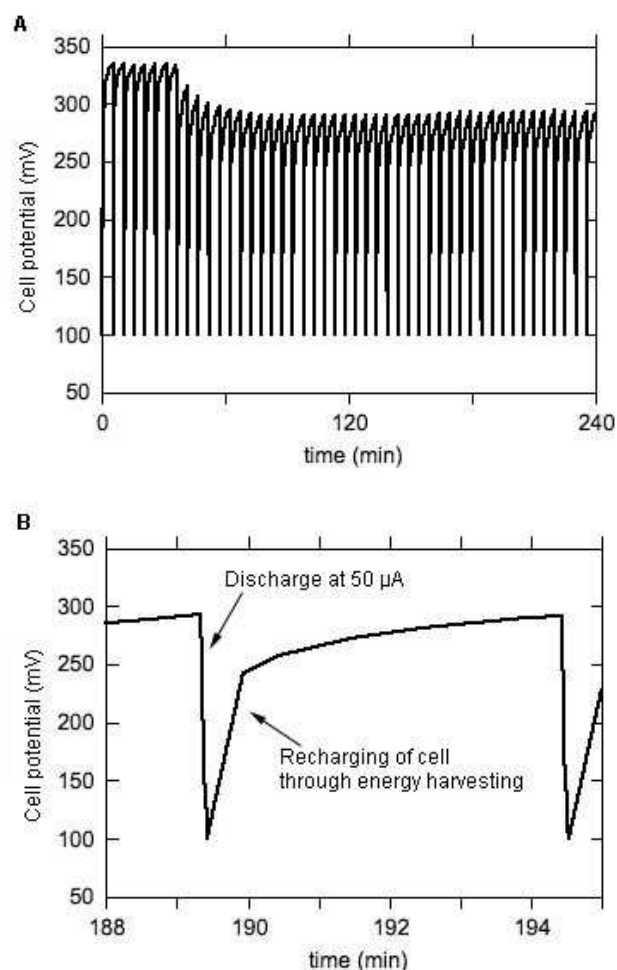 A
350
300
250
200
150
100
50
Cell potential (mV)
0
60
120
180
240
time (min)
B
350
300
250
200
150
100
50
Cell potential (mV)
Discharge at 50 µA
Recharging of cell
through energy harvesting
188
190
192
194
time (min)